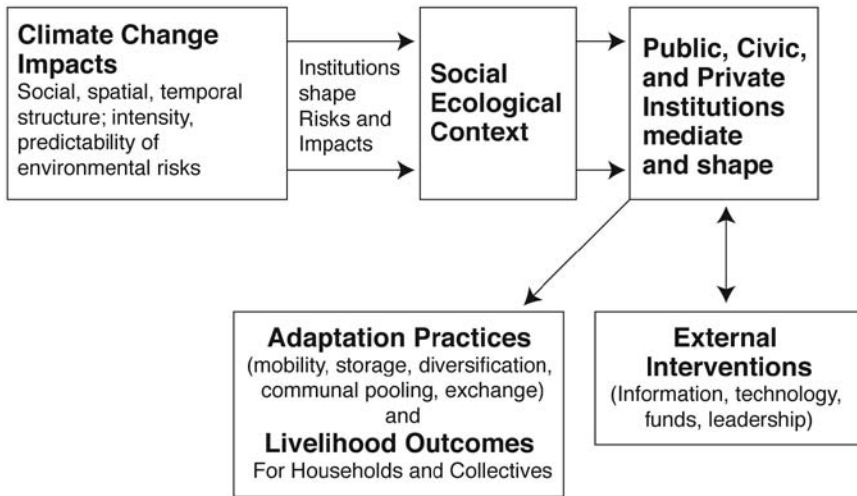 Climate Change
Impacts
Social, spatial, temporal
structure; intensity,
predictability of
environmental risks
Institutions
shape
Risks and
Impacts
Social
Ecological
Context
Public, Civic,
and Private
Institutions
mediate
and shape
Adaptation Practices
(mobility, storage, diversification,
communal pooling, exchange)
and
Livelihood Outcomes
For Households and Collectives
External
Interventions
(Information, technology,
funds, leadership)